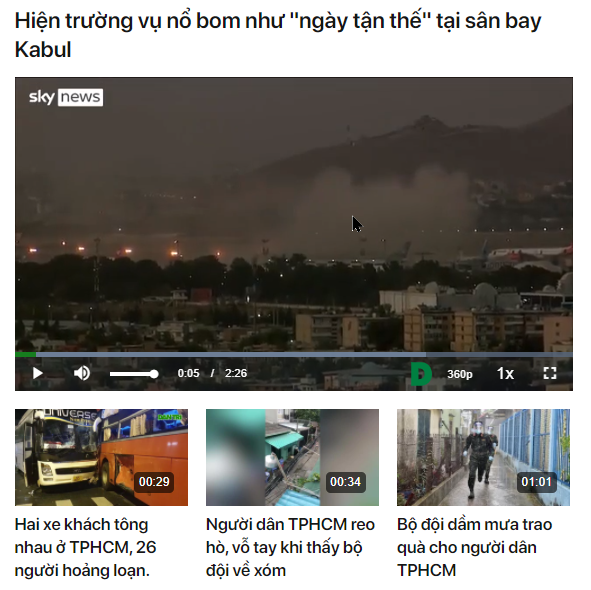 Hiện trường vụ nổ bom như "ngày tận thế" tại sân bay
Kabul
sky news
0:05 / 2:26
D
360p
1x
UNIVERSE
00:29
00:34
01:01
Hai xe khách tông
nhau ở TPHCM, 26
người hoảng loạn.
Người dân TPHCM reo
hò, vỗ tay khi thấy bộ
đội về xóm
Bộ đội dầm mưa trao
quà cho người dân
TPHCM